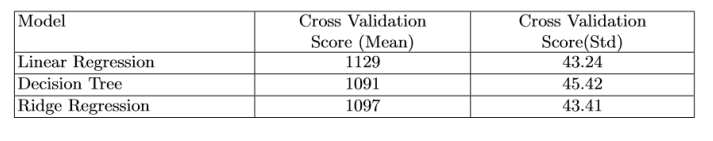 Model Cross Validation Cross Validation
Score (Mean) Score(Std)
Linear Regression 1129 43.24
Decision Tree 1091 45.42
Ridge Regression 1097 43.41